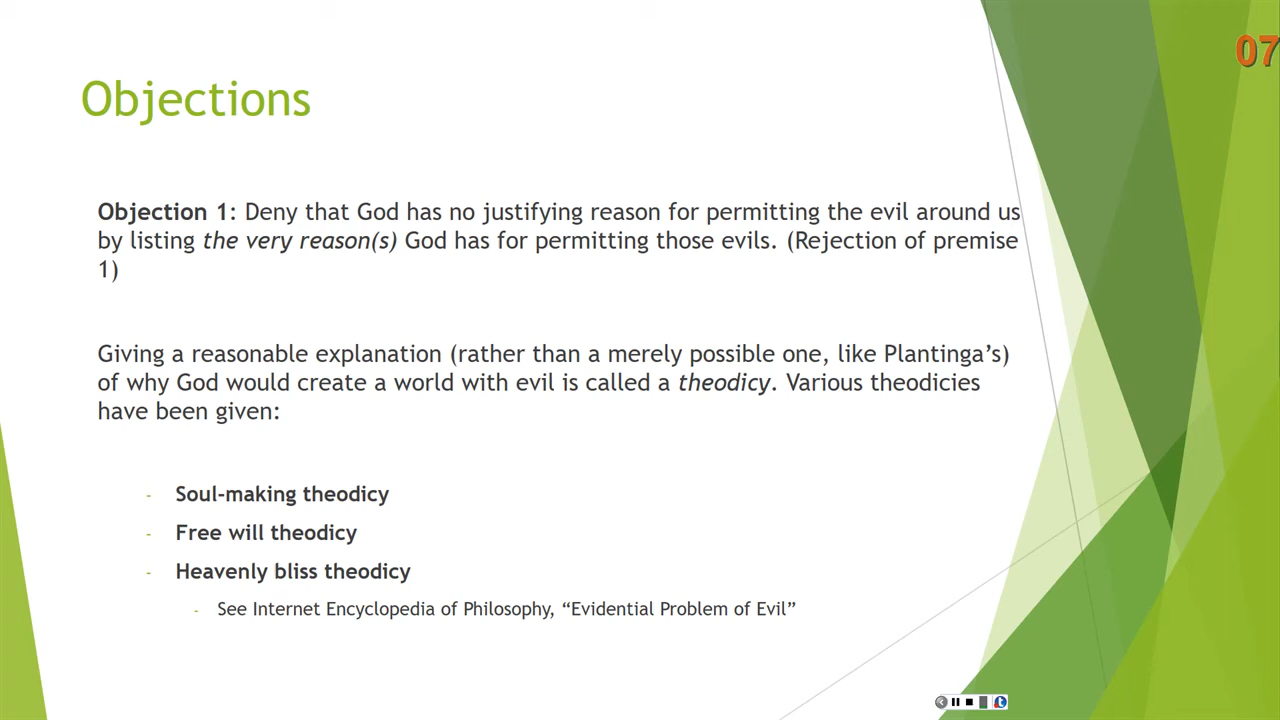 07
Objections
Objection 1: Deny that God has no justifying reason for permitting the evil around us
by listing the very reason(s) God has for permitting those evils. (Rejection of premise
1)
Giving a reasonable explanation (rather than a merely possible one, like Plantinga’s)
of why God would create a world with evil is called a theodicy. Various theodicies
have been given:
- Soul-making theodicy
- Free will theodicy
- Heavenly bliss theodicy
- See Internet Encyclopedia of Philosophy, “Evidential Problem of Evil”
t